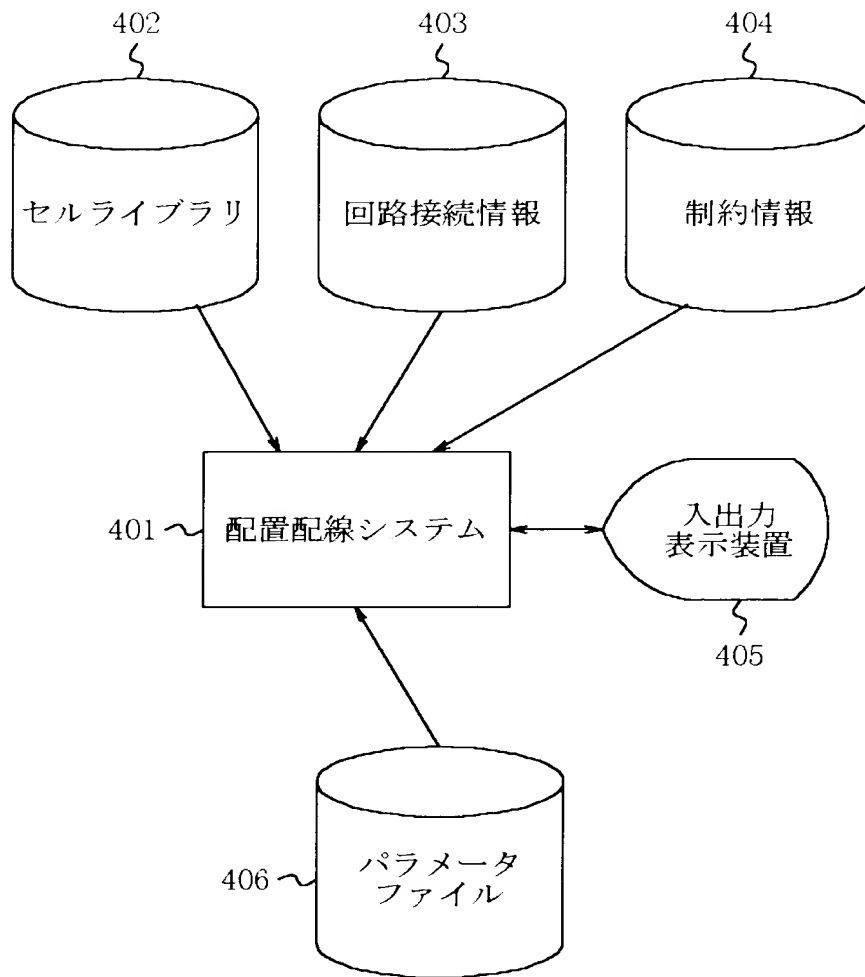 402
403
404
セルライブラリ
回路接続情報
制約情報
401
配置配線システム
入出力
表示装置
405
406
パラメータ
ファイル